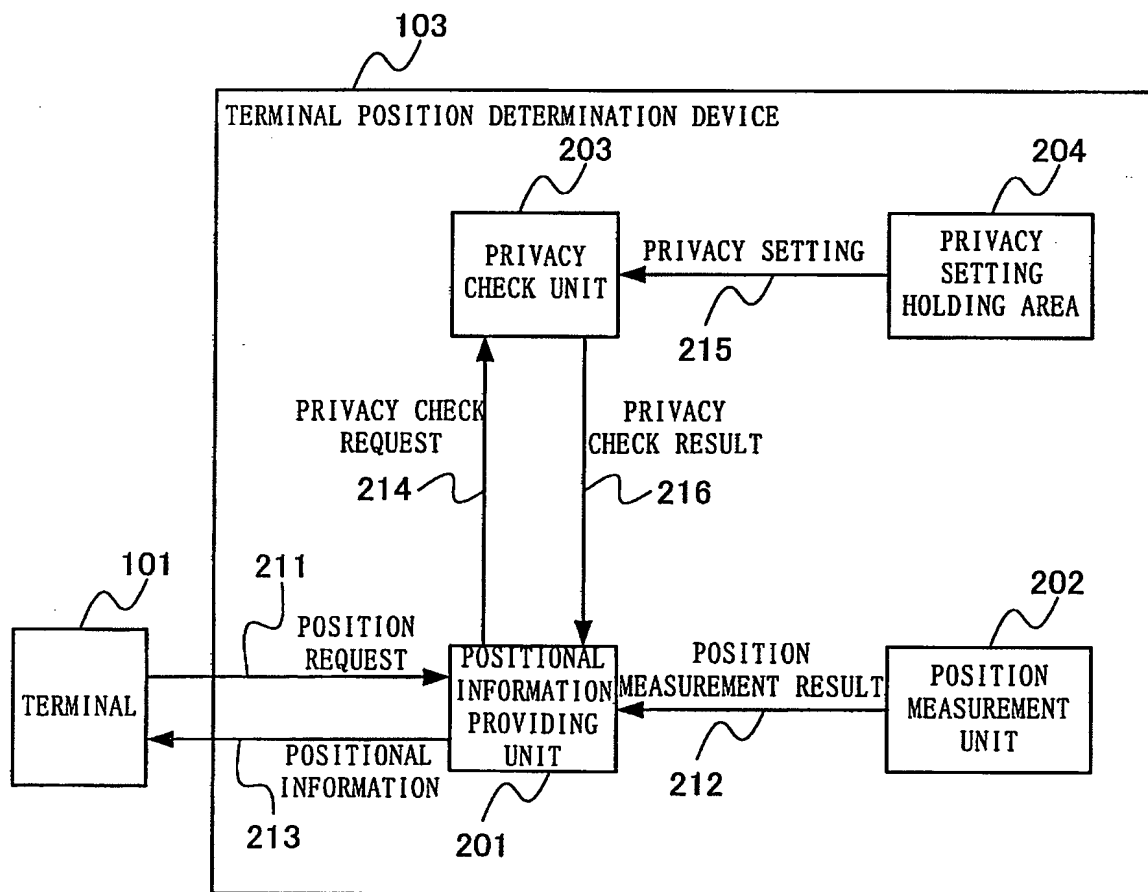 103
TERMINAL POSITION DETERMINATION DEVICE
203
204
PRIVACY
CHECK UNIT
PRIVACY SETTING
PRIVACY
SETTING
HOLDING AREA
215
PRIVACY CHECK
REQUEST
PRIVACY
CHECK RESULT
214
216
101
211
202
TERMINAL
POSITION
REQUEST
POSITIONAL
INFORMATION
PROVIDING
UNIT
POSITION
MEASUREMENT RESULT
POSITION
MEASUREMENT
UNIT
POSITIONAL
INFORMATION
212
213
201